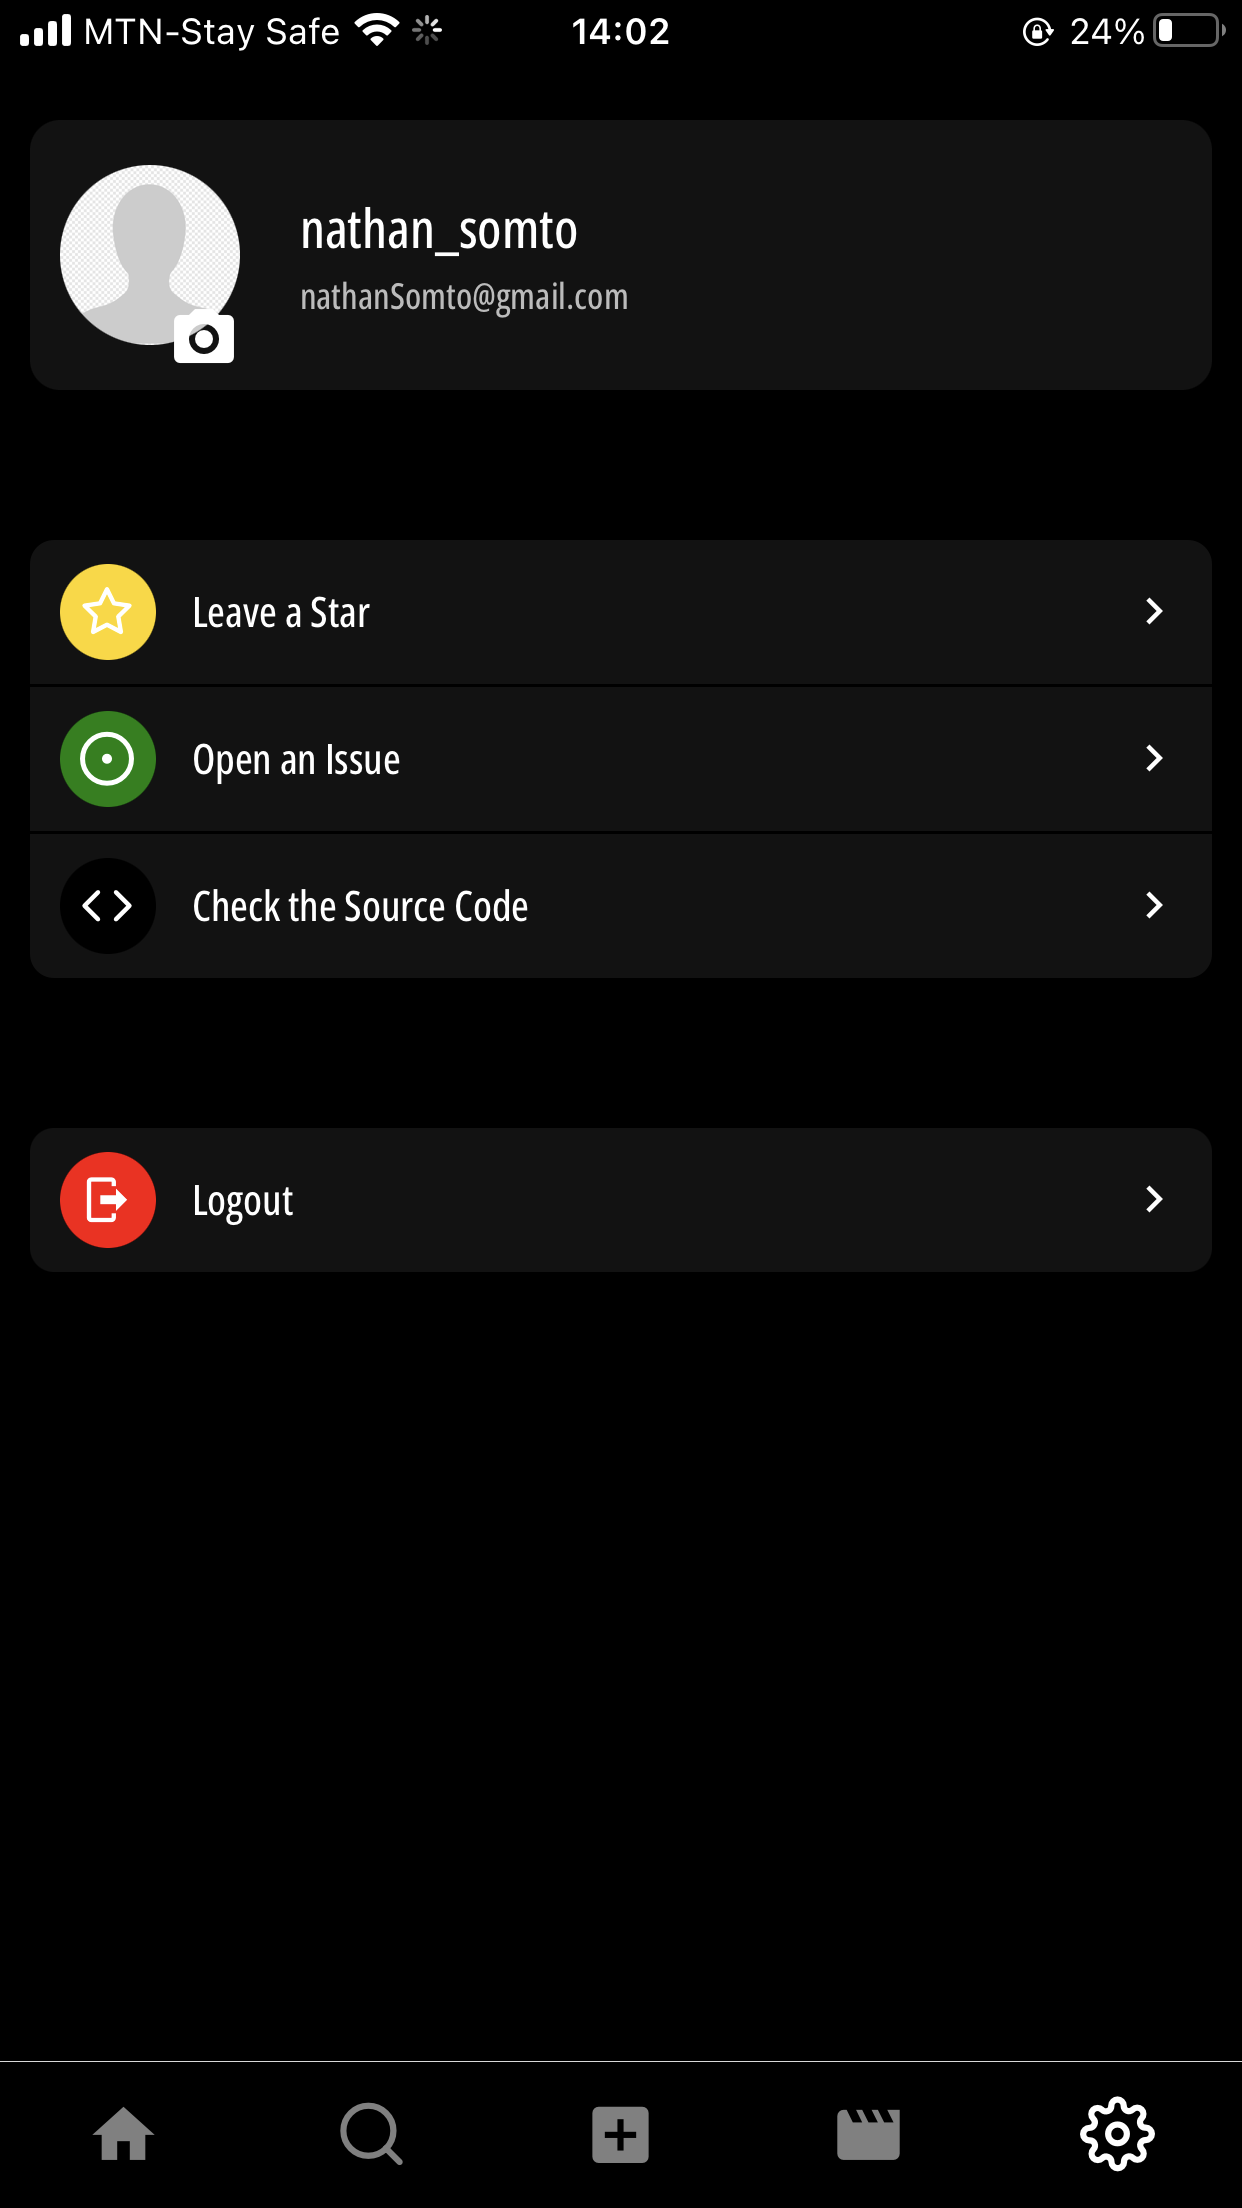 MTN-Stay Safe 14:02 24%
nathan_somto
nathanSomto@gmail.com
Leave a Star
Open an Issue
Check the Source Code
Logout